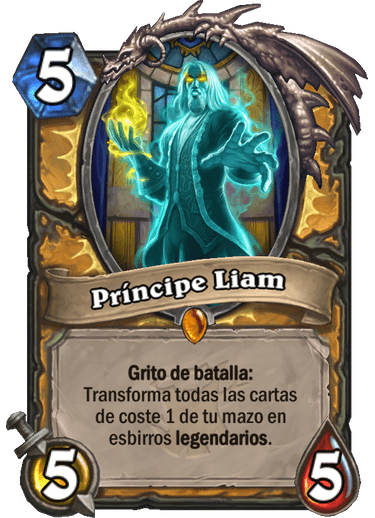 5
Príncipe Liam
Grito de batalla:
Transforma todas las cartas
de coste 1 de tu mazo en
esbirros legendarios.
5
5